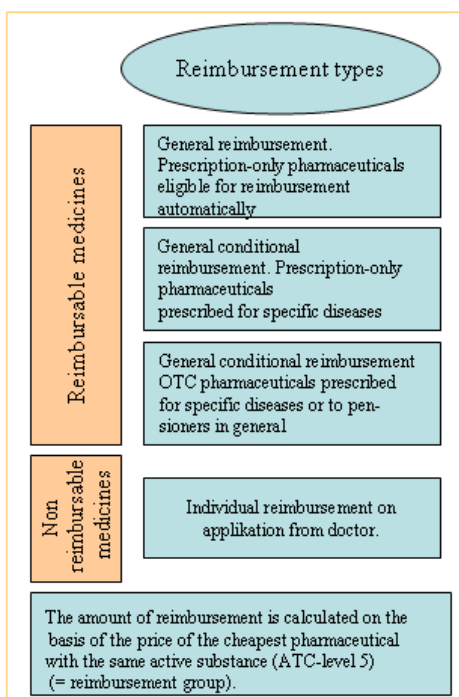 Reimbursement types
Reimbursable medicines
General reimbursement.
Prescription-only pharmaceuticals
eligible for reimbursement
automatically
General conditional
reimbursement. Prescription-only
pharmaceuticals
prescribed for specific diseases
General conditional reimbursement
OTC pharmaceuticals prescribed
for specific diseases or to pen-
sioners in general
Non
reimbursable
medicines
Individual reimbursement on
applikation from doctor.
The amount of reimbursement is calculated on the
basis of the price of the cheapest pharmaceutical
with the same active substance (ATC-level 5)
(= reimbursement group).